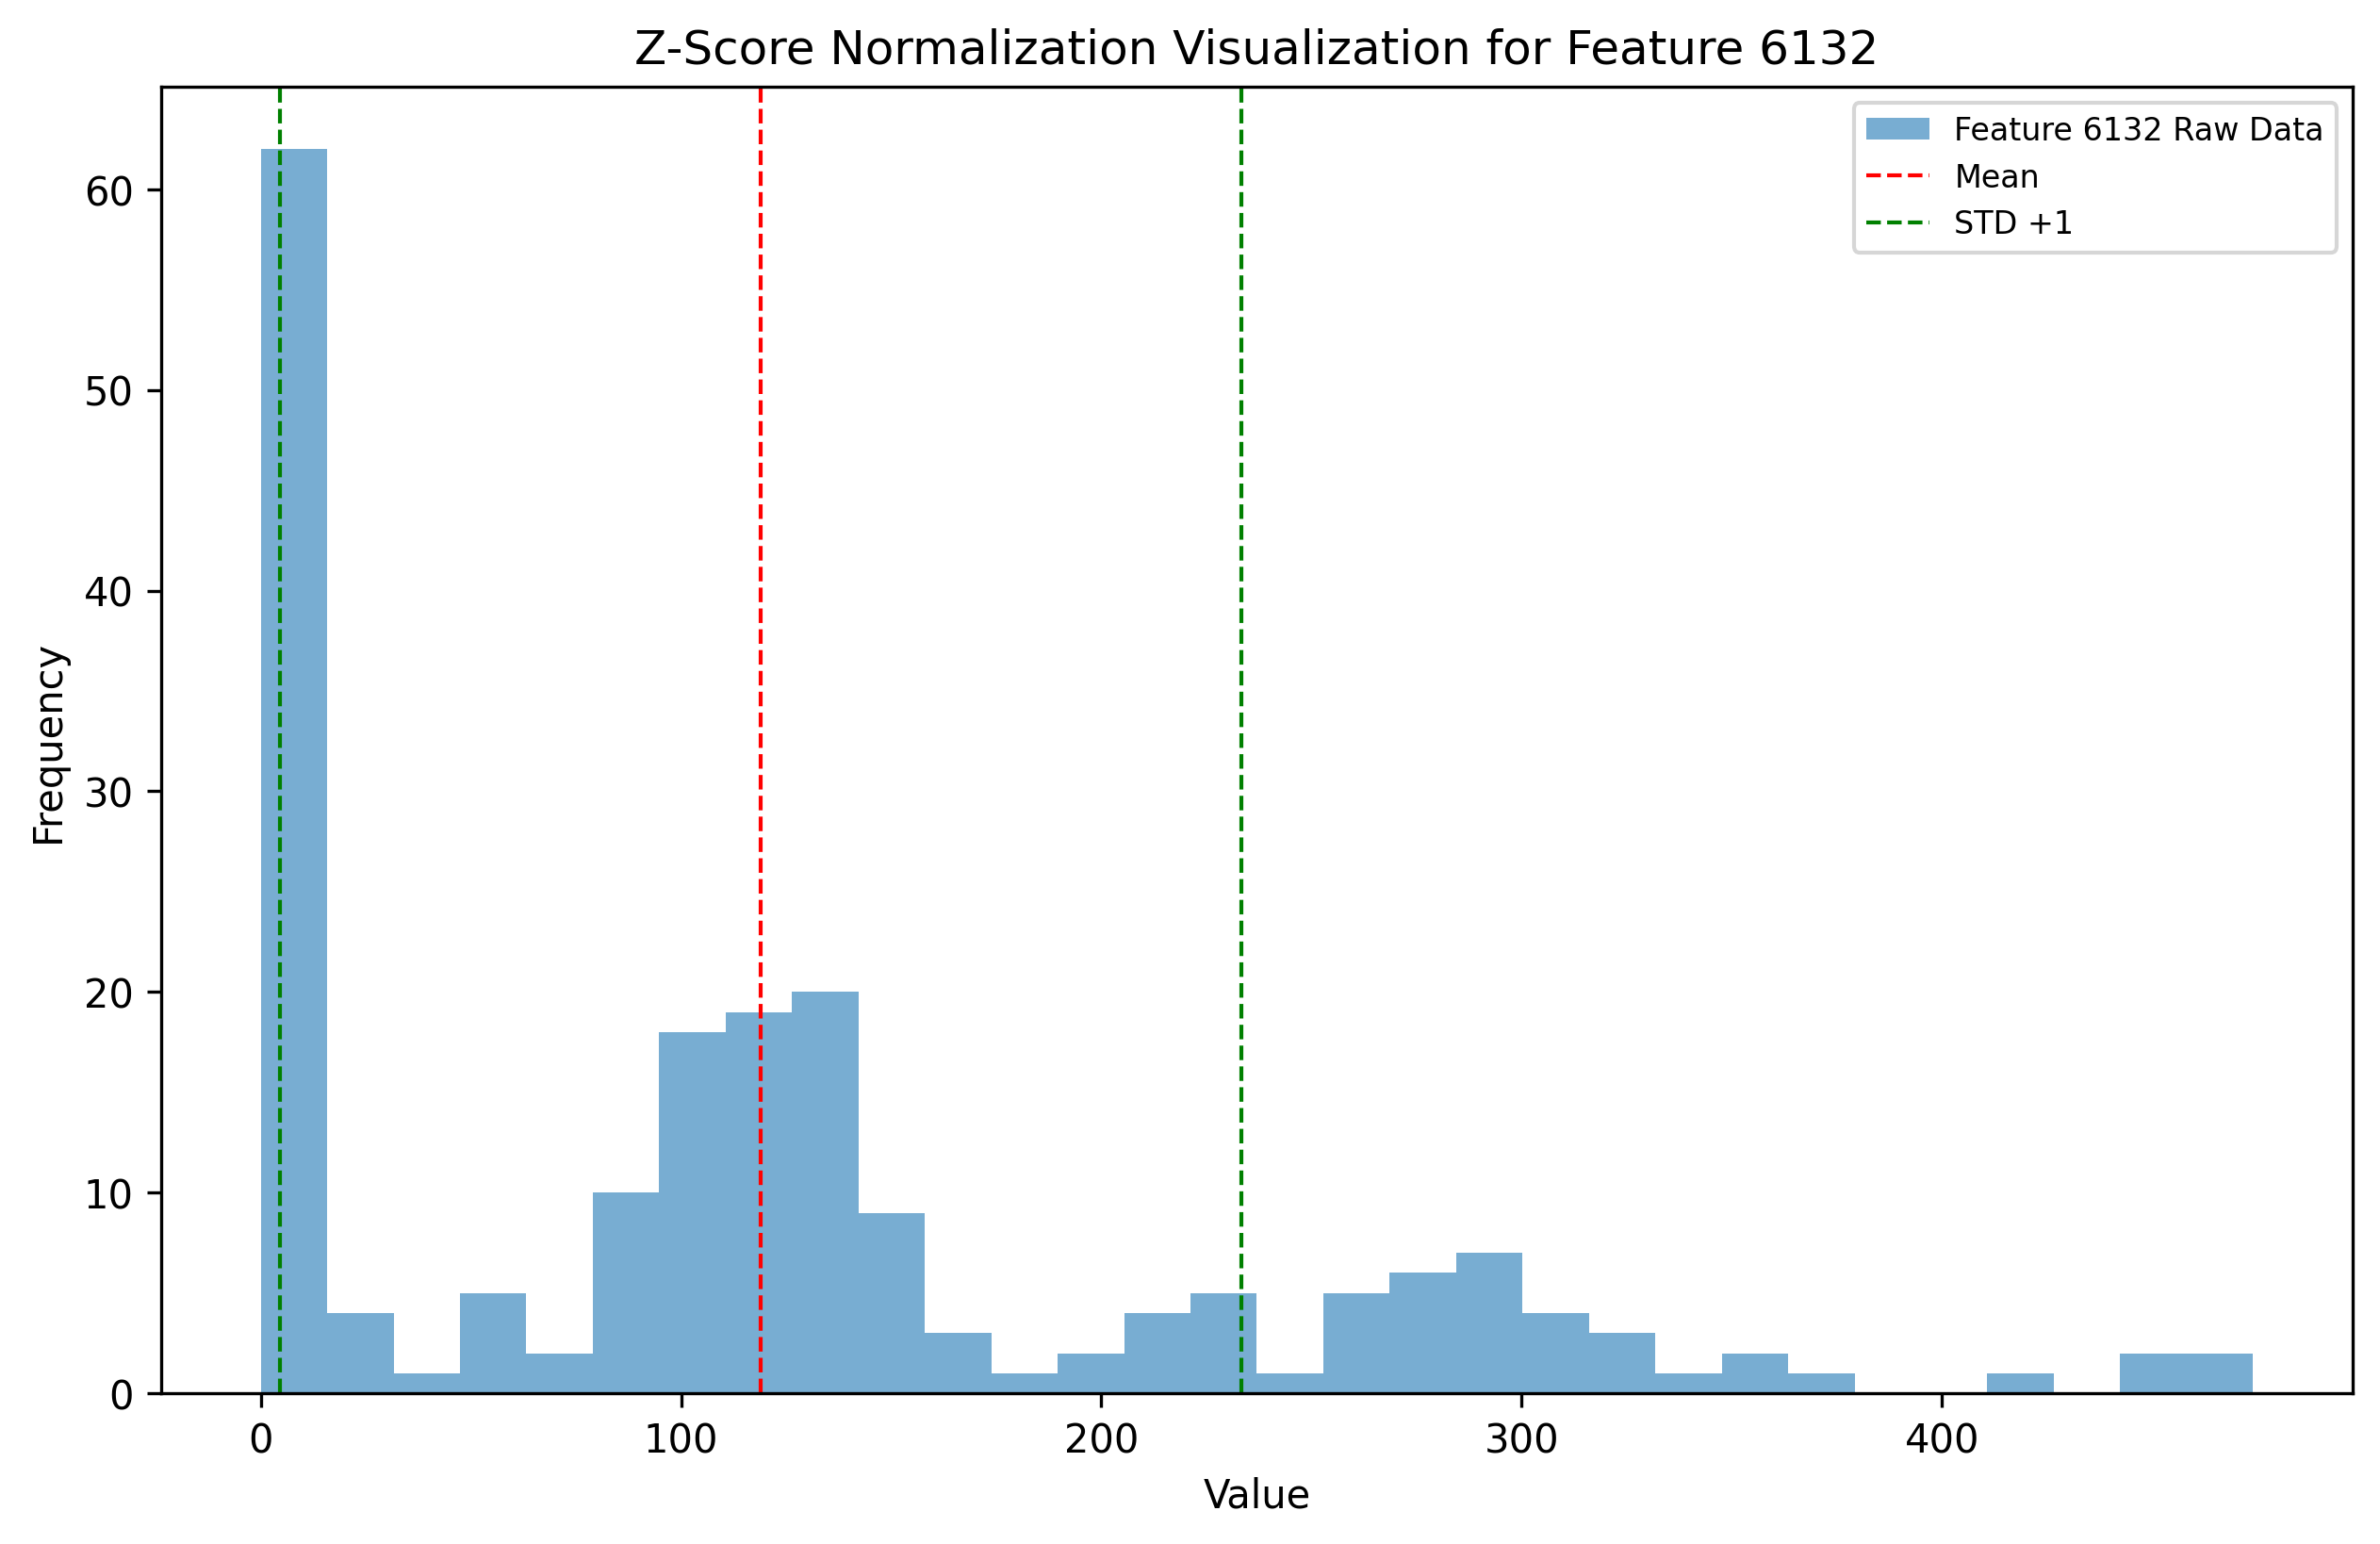 Z-Score Normalization Visualization for Feature 6132
Feature 6132 Raw Data
Mean
STD +1
60
50
40
30
20
10
0
Frequency
0 100 200 300 400
Value